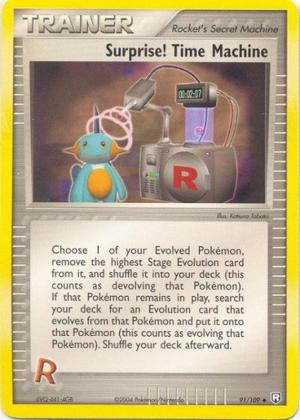 TRAINER
Rocket's Secret Machine
Surprise! Time Machine
00:02:07
R
Illus. Katsura Tabata
Choose 1 of your Evolved Pokémon,
remove the highest Stage Evolution card
from it, and shuffle it into your deck (this
counts as devolving that Pokémon).
If that Pokémon remains in play, search
your deck for an Evolution card that
evolves from that Pokémon and put it onto
that Pokémon (this counts as evolving that
Pokémon). Shuffle your deck afterward.
R
©2004 Pokémon/Nintendo
91/109
R